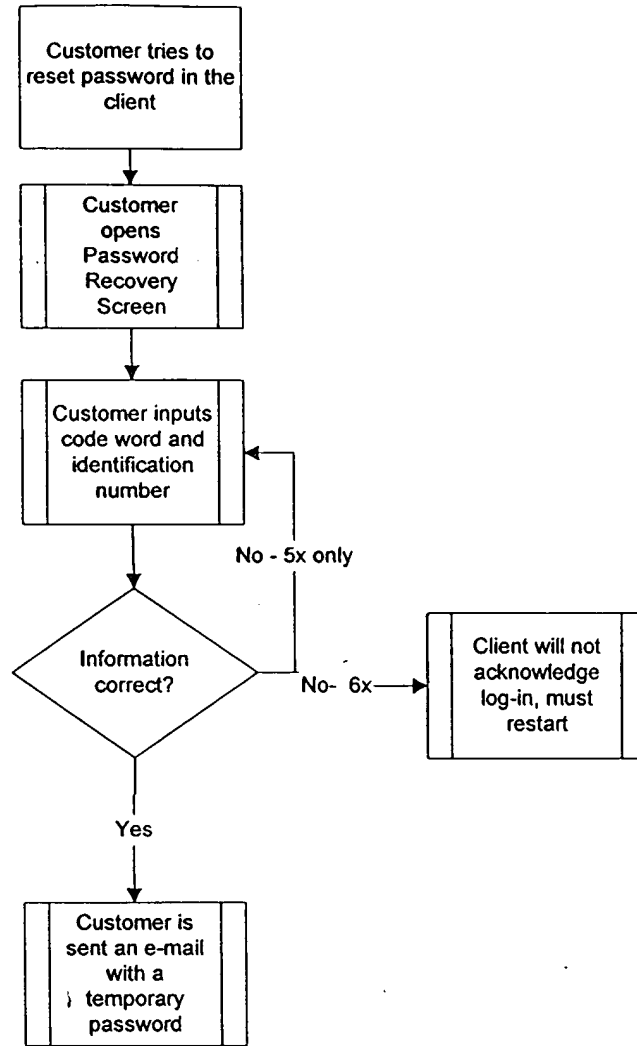 Customer tries to
reset password in the
client
Customer
opens
Password
Recovery
Screen
Customer inputs
code word and
identification
number
No - 5x only
Information
correct?
No- 6x
Client will not
acknowledge
log-in, must
restart
Yes
Customer is
sent an e-mail
with a
temporary
password